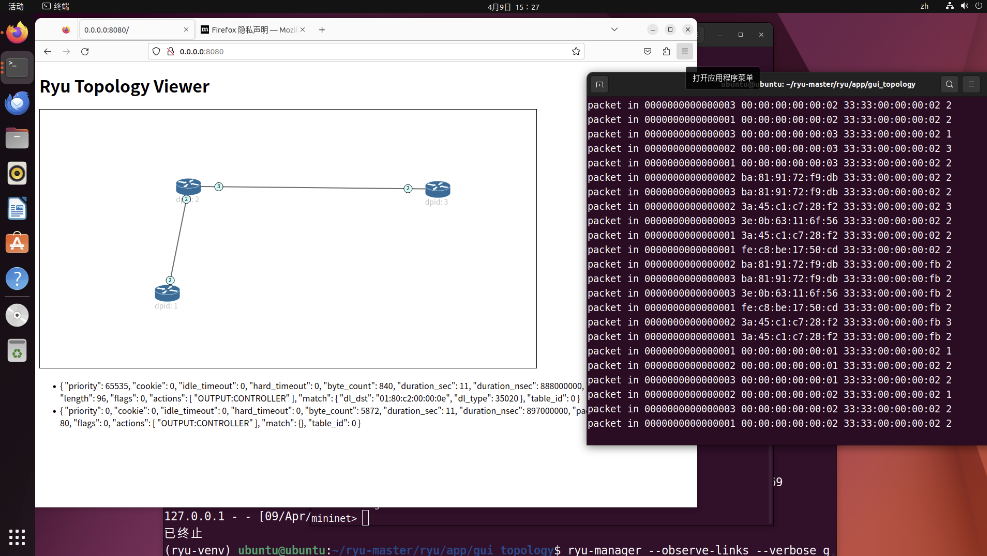 活动
终端
4月9日 15：27
zh
0.0.0.0:8080/
Firefox 隐私声明 — Mozil
0.0.0.0:8080
打开应用程序菜单
Ryu Topology Viewer
dpid: 2
3
2
dpid: 3
2
2
dpid: 1
{ "priority": 65535, "cookie": 0, "idle_timeout": 0, "hard_timeout": 0, "byte_count": 840, "duration_sec": 11, "duration_nsec": 888000000,
"length": 96, "flags": 0, "actions": [ "OUTPUT:CONTROLLER" ], "match": { "dl_dst": "01:80:c2:00:00:0e", "dl_type": 35020 }, "table_id": 0 }
{ "priority": 0, "cookie": 0, "idle_timeout": 0, "hard_timeout": 0, "byte_count": 5872, "duration_sec": 11, "duration_nsec": 897000000, "pa
80, "flags": 0, "actions": [ "OUTPUT:CONTROLLER" ], "match": {}, "table_id": 0 }
ubuntu@ubuntu: ~/ryu-master/ryu/app/gui_topology
packet in 0000000000000003 00:00:00:00:00:02 33:33:00:00:00:02 2
packet in 0000000000000001 00:00:00:00:00:02 33:33:00:00:00:02 2
packet in 0000000000000003 00:00:00:00:00:03 33:33:00:00:00:02 1
packet in 0000000000000002 00:00:00:00:00:03 33:33:00:00:00:02 3
packet in 0000000000000001 00:00:00:00:00:03 33:33:00:00:00:02 2
packet in 0000000000000002 ba:81:91:72:f9:db 33:33:00:00:00:02 2
packet in 0000000000000003 ba:81:91:72:f9:db 33:33:00:00:00:02 2
packet in 0000000000000002 3a:45:c1:c7:28:f2 33:33:00:00:00:02 3
packet in 0000000000000003 3e:0b:63:11:6f:56 33:33:00:00:00:02 2
packet in 0000000000000001 3a:45:c1:c7:28:f2 33:33:00:00:00:02 2
packet in 0000000000000001 fe:c8:be:17:50:cd 33:33:00:00:00:02 2
packet in 0000000000000002 ba:81:91:72:f9:db 33:33:00:00:00:fb 2
packet in 0000000000000003 ba:81:91:72:f9:db 33:33:00:00:00:fb 2
packet in 0000000000000003 3e:0b:63:11:6f:56 33:33:00:00:00:fb 2
packet in 0000000000000001 fe:c8:be:17:50:cd 33:33:00:00:00:fb 2
packet in 0000000000000002 3a:45:c1:c7:28:f2 33:33:00:00:00:fb 3
packet in 0000000000000001 3a:45:c1:c7:28:f2 33:33:00:00:00:fb 2
packet in 0000000000000001 00:00:00:00:00:01 33:33:00:00:00:02 1
packet in 0000000000000002 00:00:00:00:00:01 33:33:00:00:00:02 2
packet in 0000000000000003 00:00:00:00:00:01 33:33:00:00:00:02 2
packet in 0000000000000002 00:00:00:00:00:02 33:33:00:00:00:02 1
packet in 0000000000000003 00:00:00:00:00:02 33:33:00:00:00:02 2
packet in 0000000000000001 00:00:00:00:00:02 33:33:00:00:00:02 2
127.0.0.1 - - [09/Apr/
mininet>
已终止
(ryu-venv) ubuntu@ubuntu:~/ryu-master/ryu/app/gui_topology$ ryu-manager --observe-links --verbose g